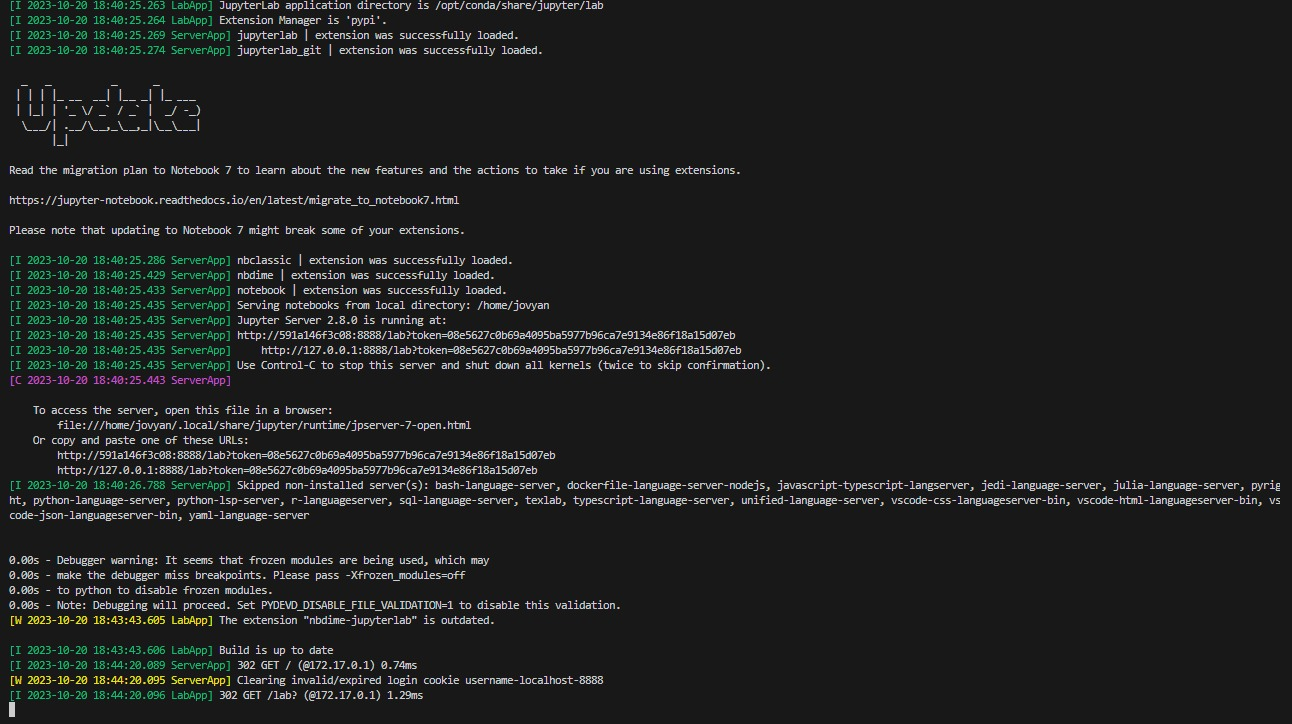 [I 2023-10-20 18:40:25.263 LabApp] JupyterLab application directory is /opt/conda/share/jupyter/lab
[I 2023-10-20 18:40:25.264 LabApp] Extension Manager is 'pypi'.
[I 2023-10-20 18:40:25.269 ServerApp] jupyterlab | extension was successfully loaded.
[I 2023-10-20 18:40:25.274 ServerApp] jupyterlab_git | extension was successfully loaded.
  _   _          _      _
 | | | |_ __  __| |__ _| |_ ___
 | |_| | '_ \/ _` / _` |  _/ -_)
  \___/| .__/\__,_\__,_|\__\___|
       |_|
Read the migration plan to Notebook 7 to learn about the new features and the actions to take if you are using extensions.
https://jupyter-notebook.readthedocs.io/en/latest/migrate_to_notebook7.html
Please note that updating to Notebook 7 might break some of your extensions.
[I 2023-10-20 18:40:25.286 ServerApp] nbclassic | extension was successfully loaded.
[I 2023-10-20 18:40:25.429 ServerApp] nbdime | extension was successfully loaded.
[I 2023-10-20 18:40:25.433 ServerApp] notebook | extension was successfully loaded.
[I 2023-10-20 18:40:25.435 ServerApp] Serving notebooks from local directory: /home/jovyan
[I 2023-10-20 18:40:25.435 ServerApp] Jupyter Server 2.8.0 is running at:
[I 2023-10-20 18:40:25.435 ServerApp] http://591a146f3c08:8888/lab?token=08e5627c0b69a4095ba5977b96ca7e9134e86f18a15d07eb
[I 2023-10-20 18:40:25.435 ServerApp]     http://127.0.0.1:8888/lab?token=08e5627c0b69a4095ba5977b96ca7e9134e86f18a15d07eb
[I 2023-10-20 18:40:25.435 ServerApp] Use Control-C to stop this server and shut down all kernels (twice to skip confirmation).
[C 2023-10-20 18:40:25.443 ServerApp]
    To access the server, open this file in a browser:
        file:///home/jovyan/.local/share/jupyter/runtime/jpserver-7-open.html
    Or copy and paste one of these URLs:
        http://591a146f3c08:8888/lab?token=08e5627c0b69a4095ba5977b96ca7e9134e86f18a15d07eb
        http://127.0.0.1:8888/lab?token=08e5627c0b69a4095ba5977b96ca7e9134e86f18a15d07eb
[I 2023-10-20 18:40:26.788 ServerApp] Skipped non-installed server(s): bash-language-server, dockerfile-language-server-nodejs, javascript-typescript-langserver, jedi-language-server, julia-language-server, pyrig
ht, python-language-server, python-lsp-server, r-languageserver, sql-language-server, texlab, typescript-language-server, unified-language-server, vscode-css-languageserver-bin, vscode-html-languageserver-bin, vs
code-json-languageserver-bin, yaml-language-server
0.00s - Debugger warning: It seems that frozen modules are being used, which may
0.00s - make the debugger miss breakpoints. Please pass -Xfrozen_modules=off
0.00s - to python to disable frozen modules.
0.00s - Note: Debugging will proceed. Set PYDEVD_DISABLE_FILE_VALIDATION=1 to disable this validation.
[W 2023-10-20 18:43:43.605 LabApp] The extension "nbdime-jupyterlab" is outdated.
[I 2023-10-20 18:43:43.606 LabApp] Build is up to date
[I 2023-10-20 18:44:20.089 ServerApp] 302 GET / (@172.17.0.1) 0.74ms
[W 2023-10-20 18:44:20.095 ServerApp] Clearing invalid/expired login cookie username-localhost-8888
[I 2023-10-20 18:44:20.096 LabApp] 302 GET /lab? (@172.17.0.1) 1.29ms